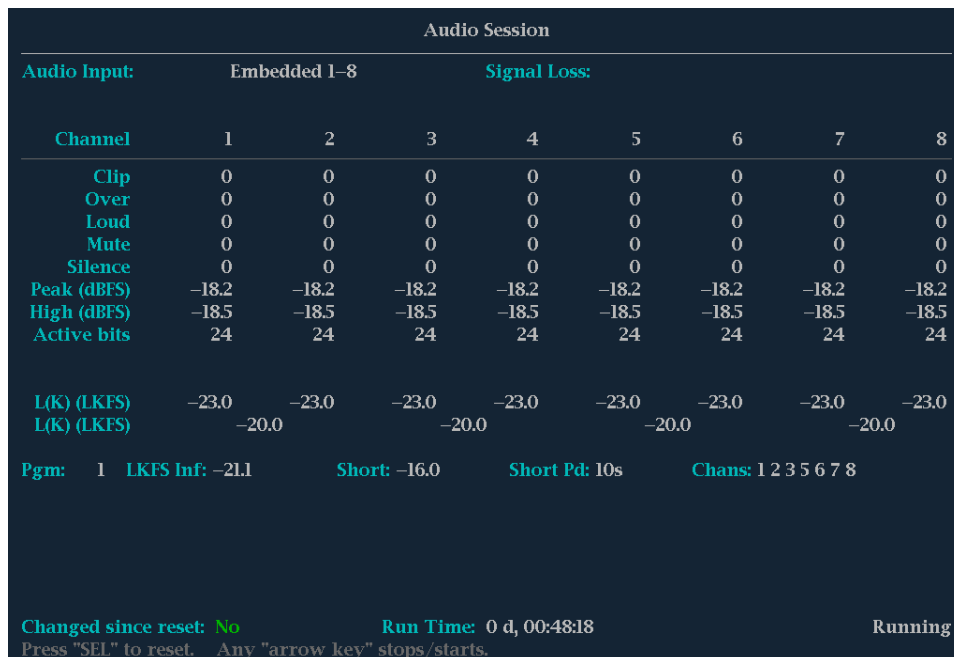 Audio Session
Audio Input: Embedded 1–8 Signal Loss:
Channel 1 2 3 4 5 6 7 8
Clip 0 0 0 0 0 0 0 0
Over 0 0 0 0 0 0 0 0
Loud 0 0 0 0 0 0 0 0
Mute 0 0 0 0 0 0 0 0
Silence 0 0 0 0 0 0 0 0
Peak (dBFS) –18.2 –18.2 –18.2 –18.2 –18.2 –18.2 –18.2 –18.2
High (dBFS) –18.5 –18.5 –18.5 –18.5 –18.5 –18.5 –18.5 –18.5
Active bits 24 24 24 24 24 24 24 24
L(K) (LKFS) –23.0 –23.0 –23.0 –23.0 –23.0 –23.0 –23.0 –23.0
L(K) (LKFS) –20.0 –20.0 –20.0 –20.0
Pgm: 1 LKFS Inf: –21.1 Short: –16.0 Short Pd: 10s Chans: 1 2 3 5 6 7 8
Changed since reset: No Run Time: 0 d, 00:48:18 Running
Press "SEL" to reset. Any "arrow key" stops/starts.